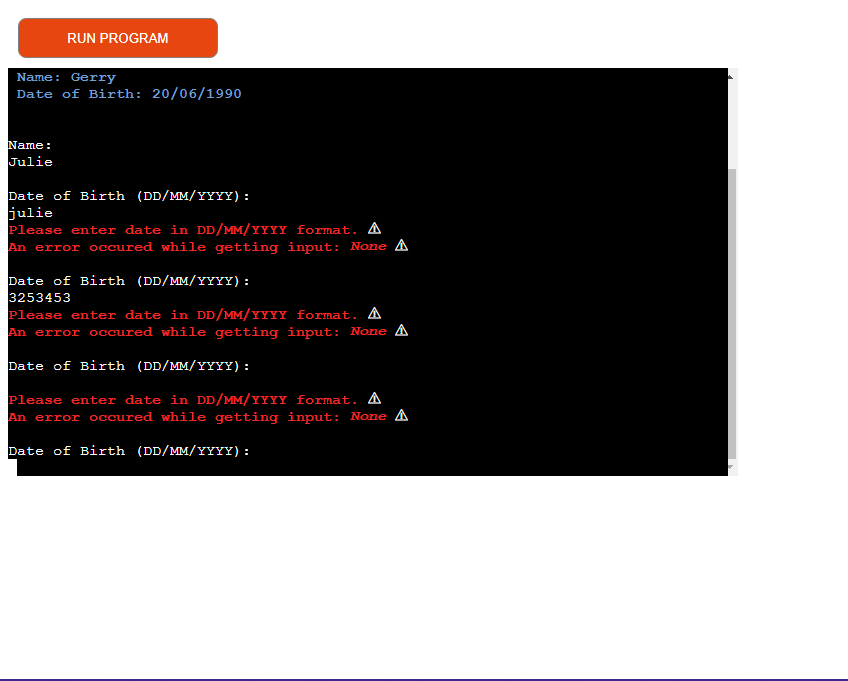 RUN PROGRAM
Name: Gerry
Date of Birth: 20/06/1990
Name:
Julie
Date of Birth (DD/MM/YYYY):
julie
Please enter date in DD/MM/YYYY format. ⚠
An error occured while getting input: None ⚠
Date of Birth (DD/MM/YYYY):
3253453
Please enter date in DD/MM/YYYY format. ⚠
An error occured while getting input: None ⚠
Date of Birth (DD/MM/YYYY):
Please enter date in DD/MM/YYYY format. ⚠
An error occured while getting input: None ⚠
Date of Birth (DD/MM/YYYY):